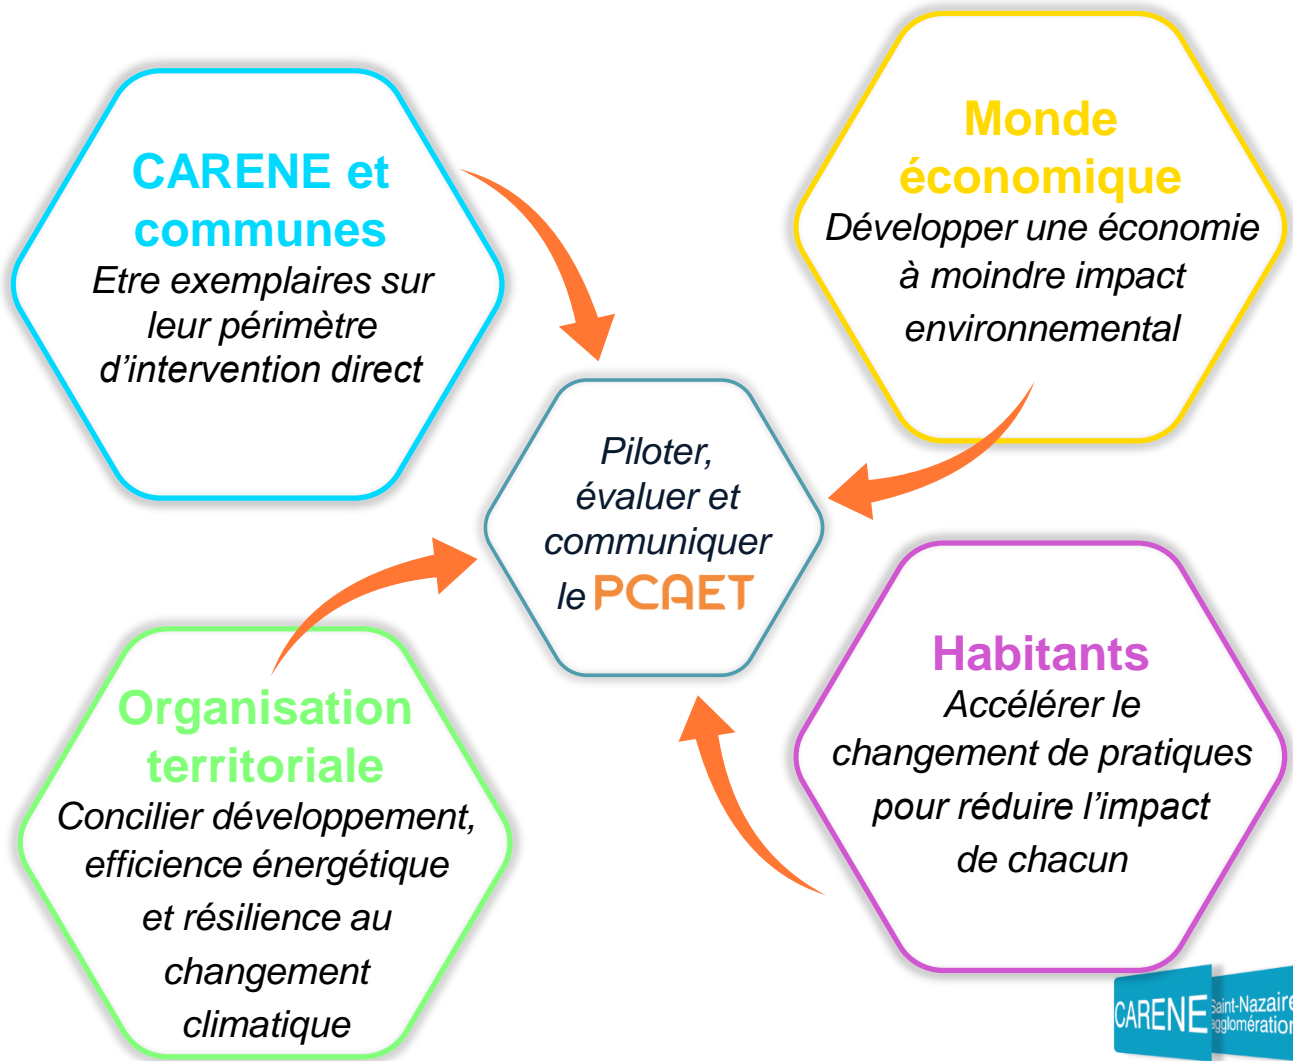 CARENE et
communes
Etre exemplaires sur
leur périmètre
d’intervention direct
Monde
économique
Développer une économie
à moindre impact
environnemental
Piloter,
évaluer et
communiquer
le PCAET
Organisation
territoriale
Concilier développement,
efficience énergétique
et résilience au
changement
climatique
Habitants
Accélérer le
changement de pratiques
pour réduire l’impact
de chacun
CARENE Saint-Nazaire
agglomération